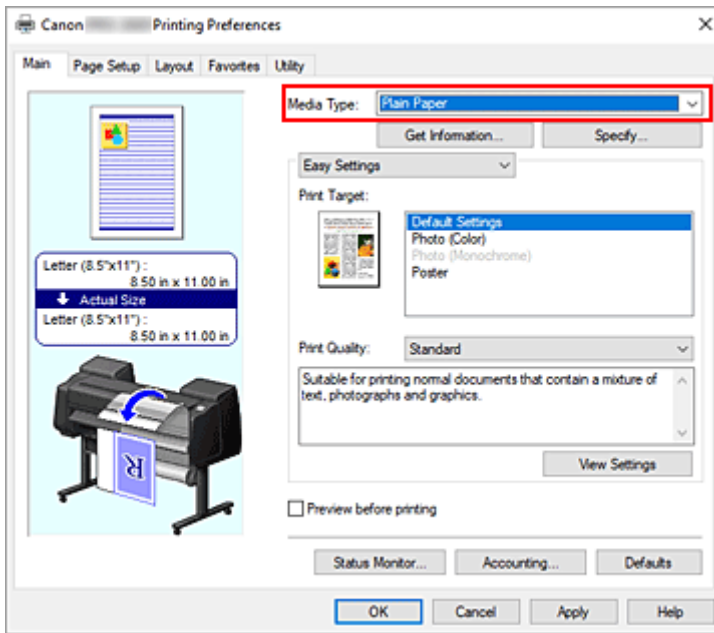 Canon Printing Preferences
Main Page Setup Layout Favorites Utility
Media Type: Plain Paper
Get Information... Specify...
Easy Settings
Print Target:
Default Settings
Photo (Color)
Photo (Monochrome)
Poster
Letter (8.5"x11") :
8.50 in x 11.00 in
Actual Size
Letter (8.5"x11") :
8.50 in x 11.00 in
Print Quality: Standard
Suitable for printing normal documents that contain a mixture of
text, photographs and graphics.
R
View Settings
Preview before printing
Status Monitor... Accounting... Defaults
OK Cancel Apply Help